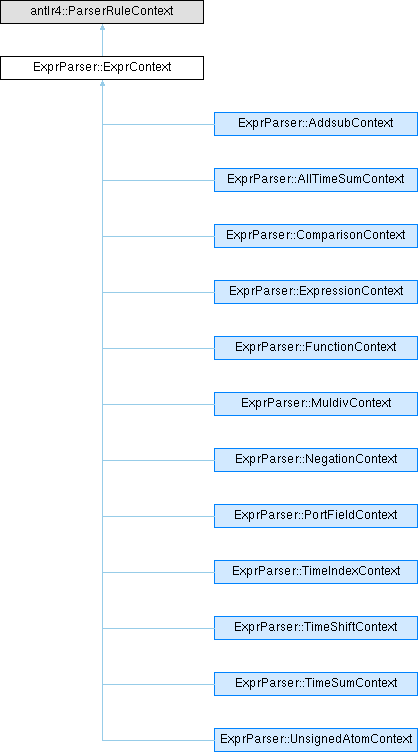 antlr4::ParserRuleContext
ExprParser::ExprContext
ExprParser::AddsubContext
ExprParser::AllTimeSumContext
ExprParser::ComparisonContext
ExprParser::ExpressionContext
ExprParser::FunctionContext
ExprParser::MuldivContext
ExprParser::NegationContext
ExprParser::PortFieldContext
ExprParser::TimeIndexContext
ExprParser::TimeShiftContext
ExprParser::TimeSumContext
ExprParser::UnsignedAtomContext